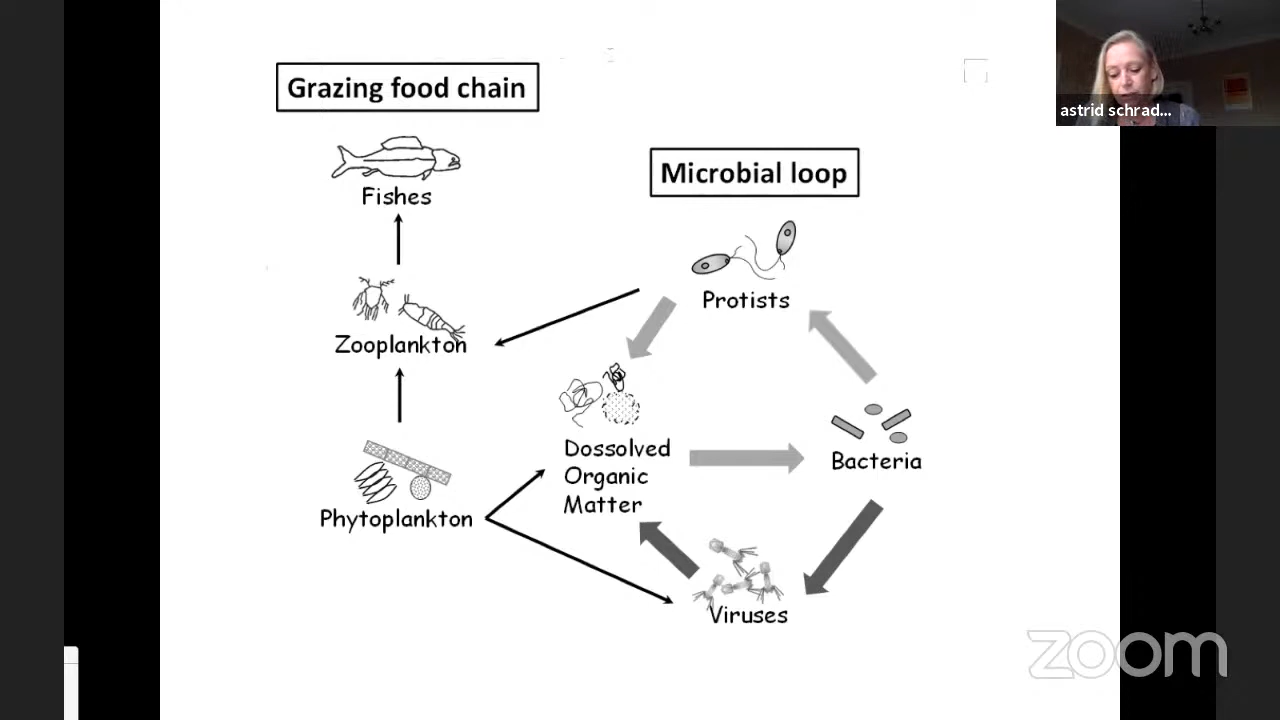 Grazing food chain
Fishes
Zooplankton
Phytoplankton
Microbial loop
Protists
Dossolved
Organic
Matter
Bacteria
Viruses
astrid schrad...
zoom